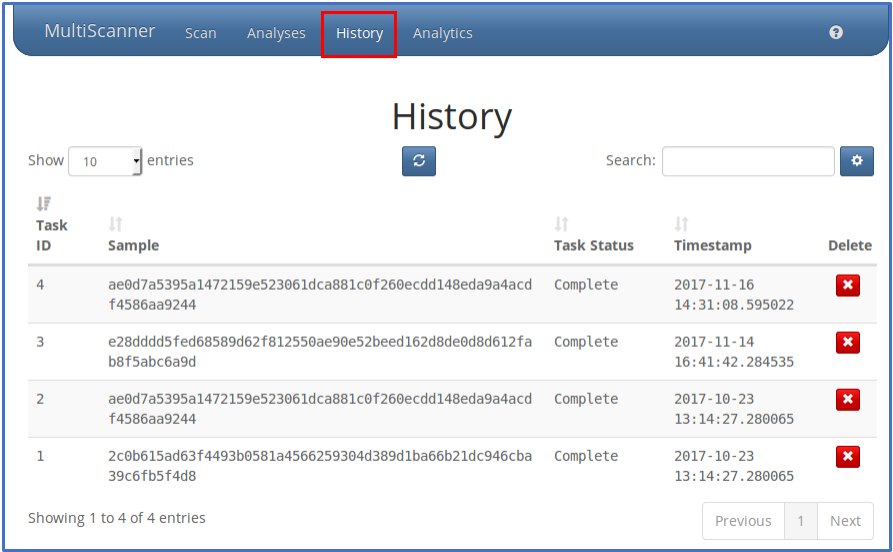 MultiScanner Scan Analyses History Analytics
History
Show 10 entries Search:
Task ID Sample Task Status Timestamp Delete
4 ae0d7a5395a1472159e523061dca881c0f260ecdd148eda9a4acd Complete 2017-11-16
f4586aa9244 14:31:08.595022
3 e28dddd5fed68589d62f812550ae90e52beed162d8de0d8d612fa Complete 2017-11-14
b8f5abc6a9d 16:41:42.284535
2 ae0d7a5395a1472159e523061dca881c0f260ecdd148eda9a4acd Complete 2017-10-23
f4586aa9244 13:14:27.280065
1 2c0b615ad63f4493b0581a4566259304d389d1ba66b21dc946cba Complete 2017-10-23
39c6fb5f4d8 13:14:27.280065
Showing 1 to 4 of 4 entries Previous 1 Next